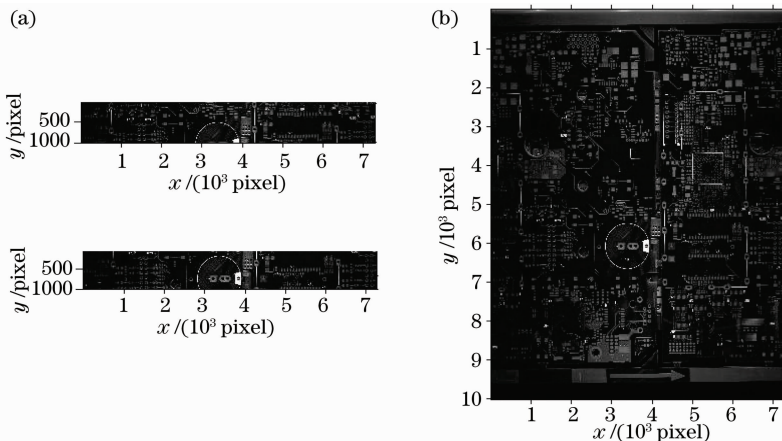 (a)
y/pixel
500
1000
1 2 3 4 5 6 7
x/(10³ pixel)
y/pixel
500
1000
1 2 3 4 5 6 7
x/(10³ pixel)
(b)
y/10³ pixel
1
2
3
4
5
6
7
8
9
10
1 2 3 4 5 6 7
x/(10³ pixel)